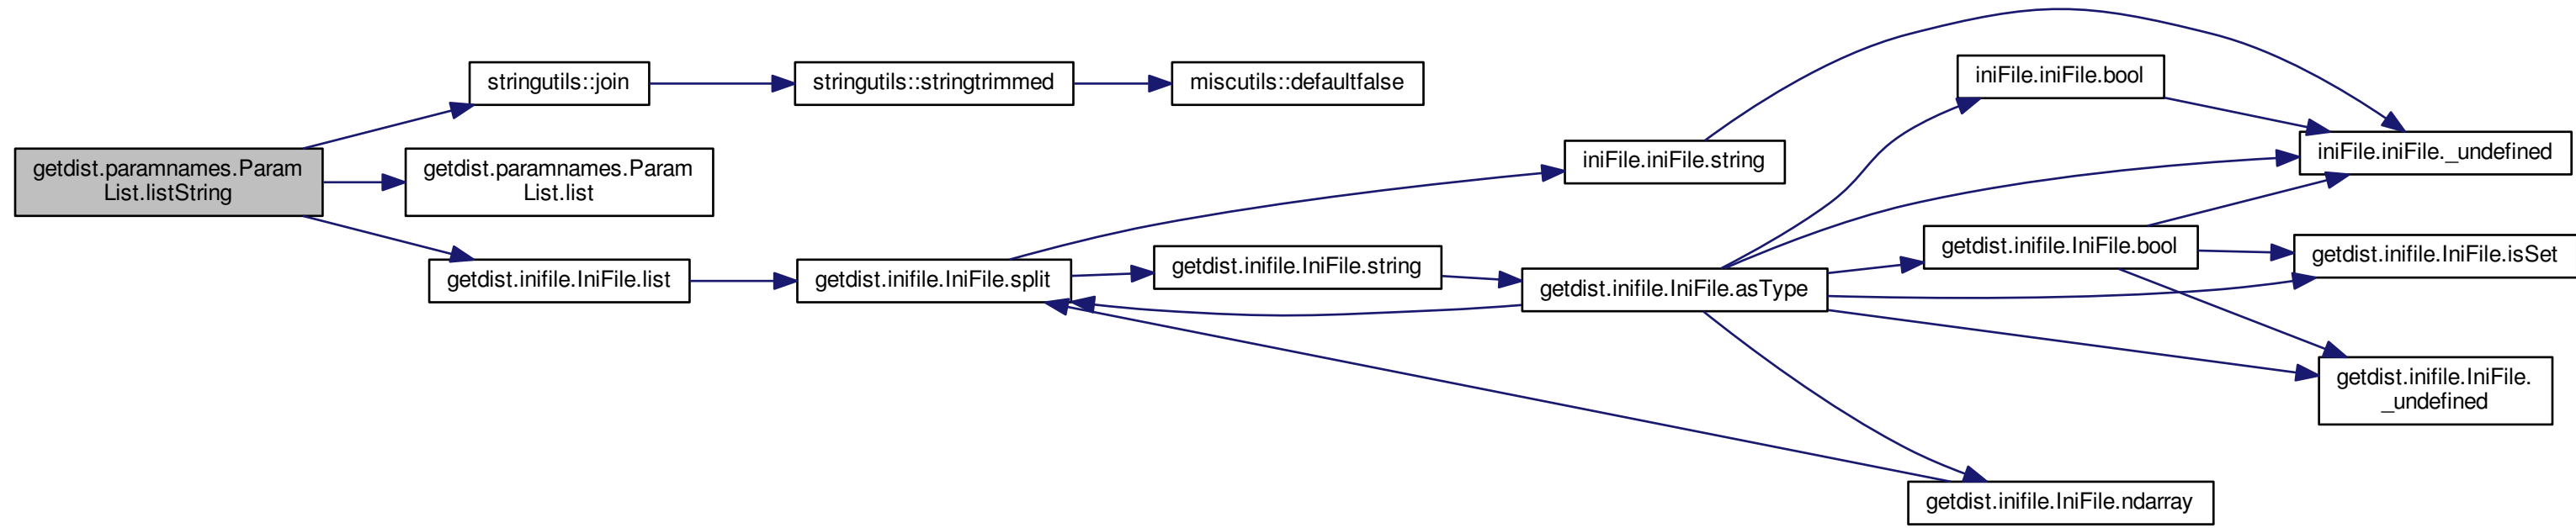 getdist.paramnames.Param
List.listString
stringutils::join
getdist.paramnames.Param
List.list
getdist.inifile.IniFile.list
stringutils::stringtrimmed
miscutils::defaultfalse
getdist.inifile.IniFile.split
iniFile.iniFile.string
getdist.inifile.IniFile.string
getdist.inifile.IniFile.asType
iniFile.iniFile.bool
iniFile.iniFile._undefined
getdist.inifile.IniFile.bool
getdist.inifile.IniFile.isSet
getdist.inifile.IniFile.
_undefined
getdist.inifile.IniFile.ndarray